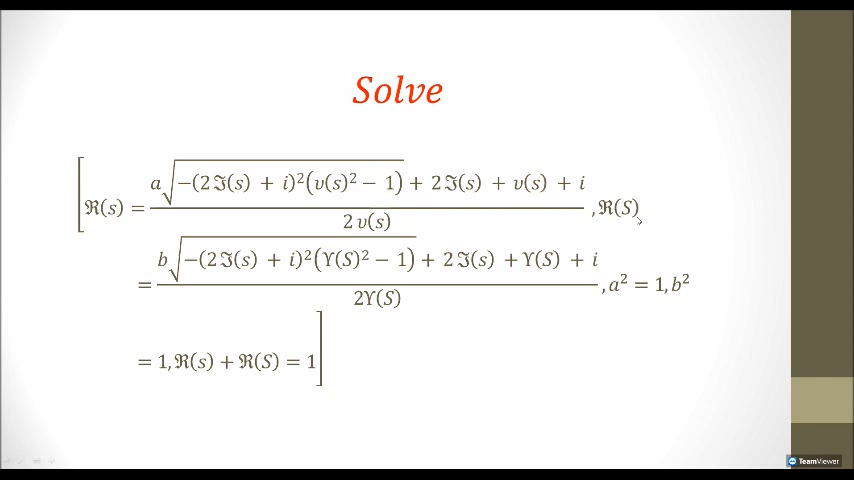 Solve
[ℜ(s) = (a√(−(2ℑ(s) + i)²(υ(s)² − 1)) + 2ℑ(s) + υ(s) + i) / (2 υ(s)) , ℜ(S)
= (b√(−(2ℑ(s) + i)²(ϒ(S)² − 1)) + 2ℑ(s) + ϒ(S) + i) / (2ϒ(S)) , a² = 1, b²
= 1, ℜ(s) + ℜ(S) = 1]
TeamViewer